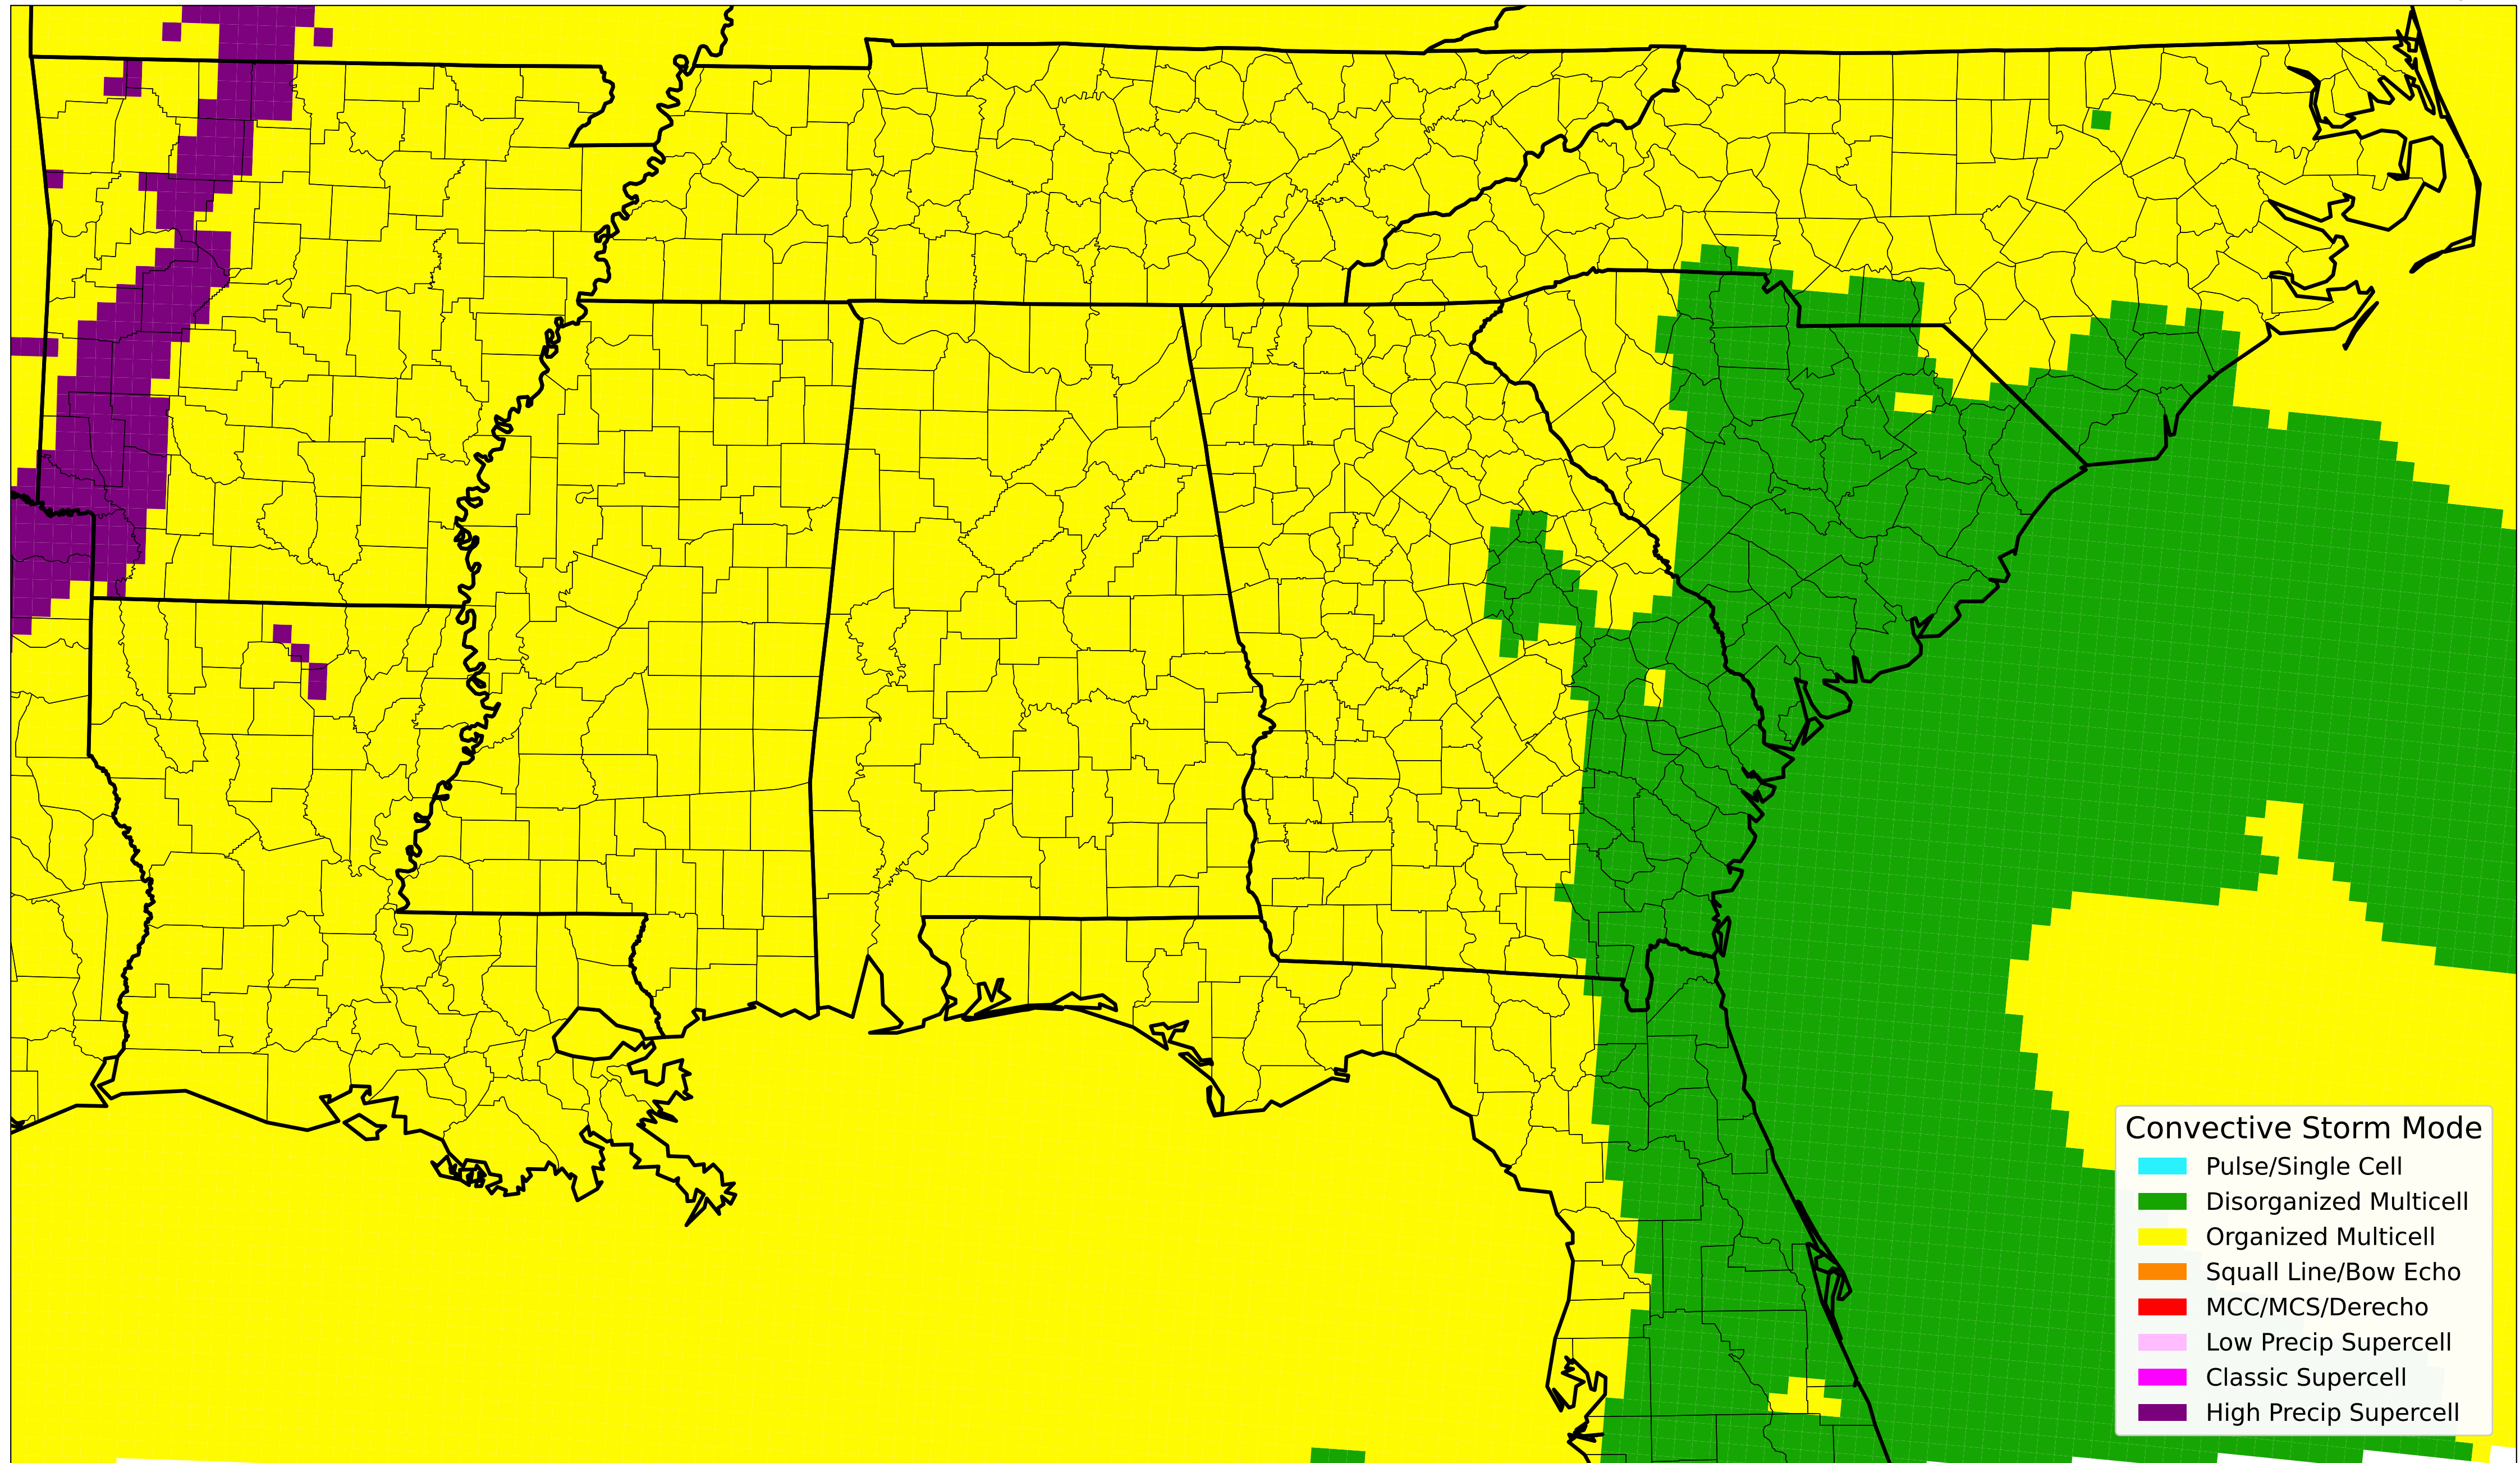 Convective Storm Mode
Pulse/Single Cell
Disorganized Multicell
Organized Multicell
Squall Line/Bow Echo
MCC/MCS/Derecho
Low Precip Supercell
Classic Supercell
High Precip Supercell